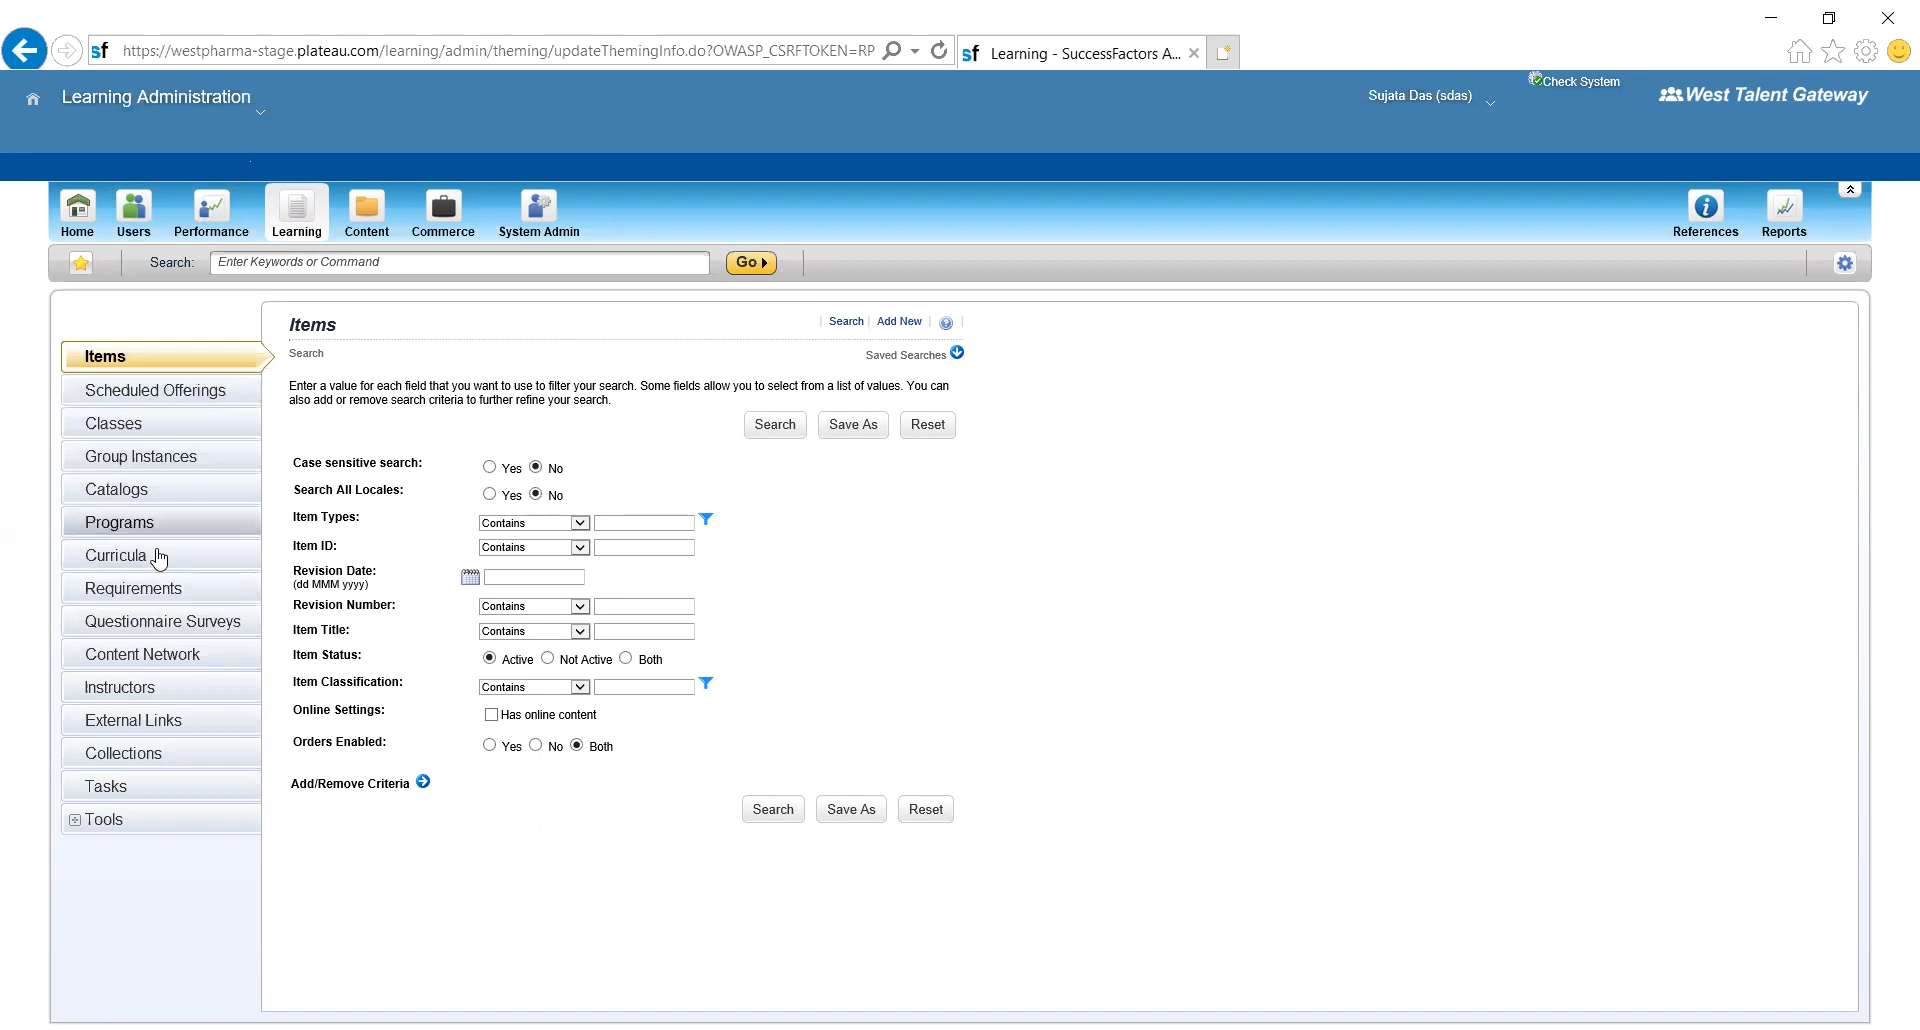 https://westpharma-stage.plateau.com/learning/admin/theming/updateThemingInfo.do?OWASP_CSRFTOKEN=RP
Learning - SuccessFactors A...
Learning Administration
Sujata Das (sdas)
Check System
West Talent Gateway
Home
Users
Performance
Learning
Content
Commerce
System Admin
References
Reports
Search:
Enter Keywords or Command
Go
Items
Scheduled Offerings
Classes
Group Instances
Catalogs
Programs
Curricula
Requirements
Questionnaire Surveys
Content Network
Instructors
External Links
Collections
Tasks
Tools
Items
Search
Add New
Search
Saved Searches
Enter a value for each field that you want to use to filter your search. Some fields allow you to select from a list of values. You can
also add or remove search criteria to further refine your search.
Search
Save As
Reset
Case sensitive search:
Yes
No
Search All Locales:
Yes
No
Item Types:
Contains
Item ID:
Contains
Revision Date:
(dd MMM yyyy)
Revision Number:
Contains
Item Title:
Contains
Item Status:
Active
Not Active
Both
Item Classification:
Contains
Online Settings:
Has online content
Orders Enabled:
Yes
No
Both
Add/Remove Criteria
Search
Save As
Reset